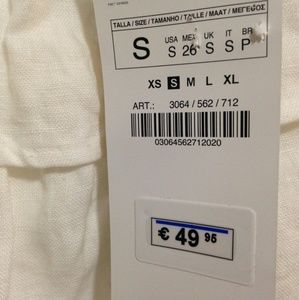 TALLA / SIZE / TAMANHO / TAILLE / MAAT / ΜΕΓΕΘΟΣ
USA MEX UK IT BR
S S 26 S S P
XS S M L XL
ART.: 3064 / 562 / 712
03064562712020
€ 49 95